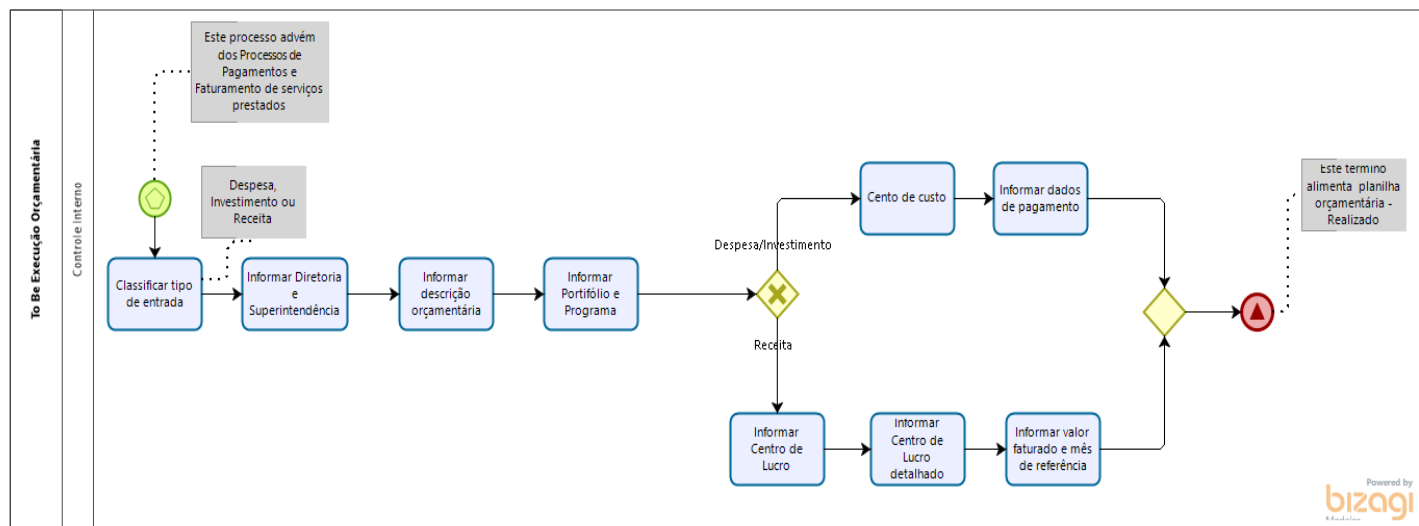 To Be Execução Orçamentária
Controle Interno
Este processo advém
dos Processos de
Pagamentos e
Faturamento de serviços
prestados
Despesa,
Investimento ou
Receita
Classificar tipo
de entrada
Informar Diretoria
e
Superintendência
Informar
descrição
orçamentária
Informar
Portifólio e
Programa
Despesa/Investimento
Receita
Cento de custo
Informar dados
de pagamento
Informar
Centro de
Lucro
Informar
Centro de
Lucro
detalhado
Informar valor
faturado e mês
de referência
Este termino
alimenta planilha
orçamentária -
Realizado
Powered by
bizagi
Modeler